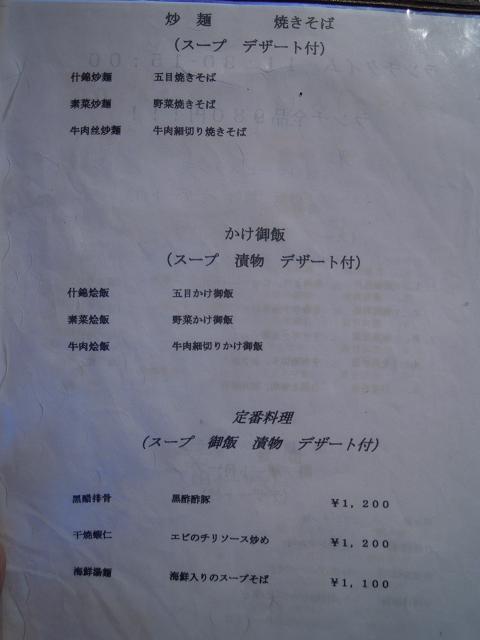 炒　麺　　　焼きそば
（スープ　デザート付）
什錦炒麺　五目焼きそば
素菜炒麺　野菜焼きそば
牛肉丝炒麺　牛肉細切り焼きそば
かけ御飯
（スープ　漬物　デザート付）
什錦烩飯　五目かけ御飯
素菜烩飯　野菜かけ御飯
牛肉烩飯　牛肉細切りかけ御飯
定番料理
（スープ　御飯　漬物　デザート付）
黒醋排骨　黒酢酢豚　￥１，２００
干焼蝦仁　エビのチリソース炒め　￥１，２００
海鮮湯麺　海鮮入りのスープそば　￥１，１００